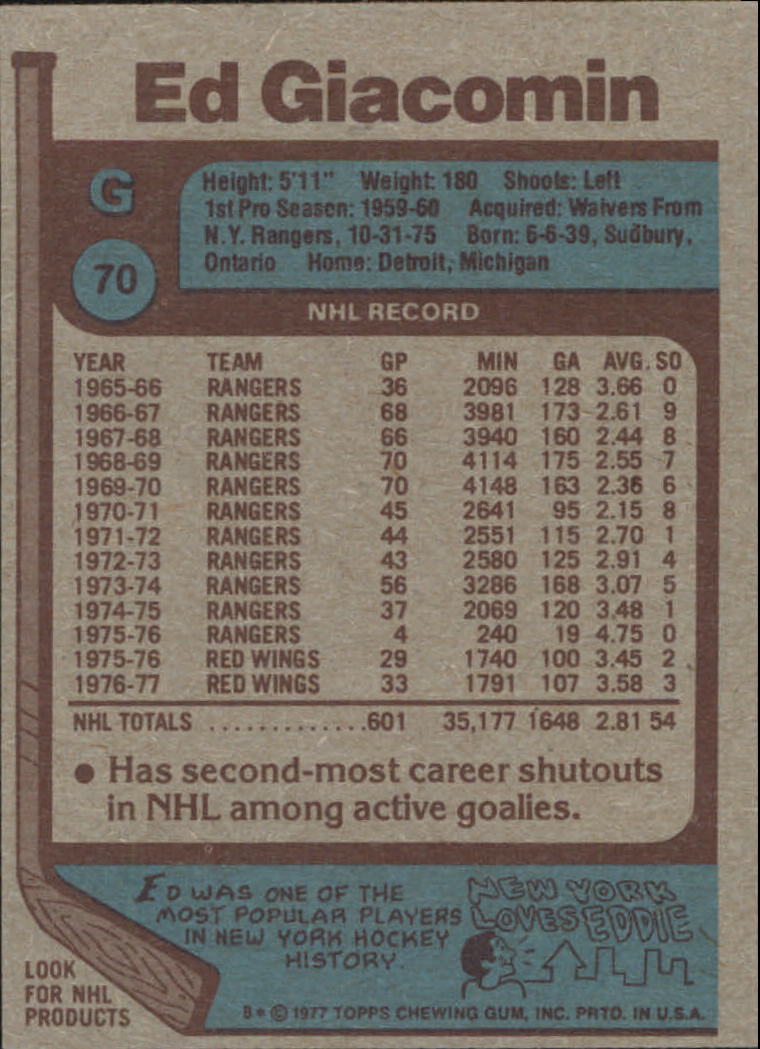 Ed Giacomin
G
70
Height: 5'11" Weight: 180 Shoots: Left
1st Pro Season: 1959-60 Acquired: Waivers From
N.Y. Rangers, 10-31-75 Born: 6-6-39, Sudbury,
Ontario Home: Detroit, Michigan
NHL RECORD
YEAR TEAM GP MIN GA AVG. SO
1965-66 RANGERS 36 2096 128 3.66 0
1966-67 RANGERS 68 3981 173 2.61 9
1967-68 RANGERS 66 3940 160 2.44 8
1968-69 RANGERS 70 4114 175 2.55 7
1969-70 RANGERS 70 4148 163 2.36 6
1970-71 RANGERS 45 2641 95 2.15 8
1971-72 RANGERS 44 2551 115 2.70 1
1972-73 RANGERS 43 2580 125 2.91 4
1973-74 RANGERS 56 3286 168 3.07 5
1974-75 RANGERS 37 2069 120 3.48 1
1975-76 RANGERS 4 240 19 4.75 0
1975-76 RED WINGS 29 1740 100 3.45 2
1976-77 RED WINGS 33 1791 107 3.58 3
NHL TOTALS .............601 35,177 1648 2.81 54
● Has second-most career shutouts
in NHL among active goalies.
ED WAS ONE OF THE
MOST POPULAR PLAYERS
IN NEW YORK HOCKEY
HISTORY.
NEW YORK
LOVES EDDIE
LOOK
FOR NHL
PRODUCTS
B* © 1977 TOPPS CHEWING GUM, INC. PRTD. IN U.S.A.